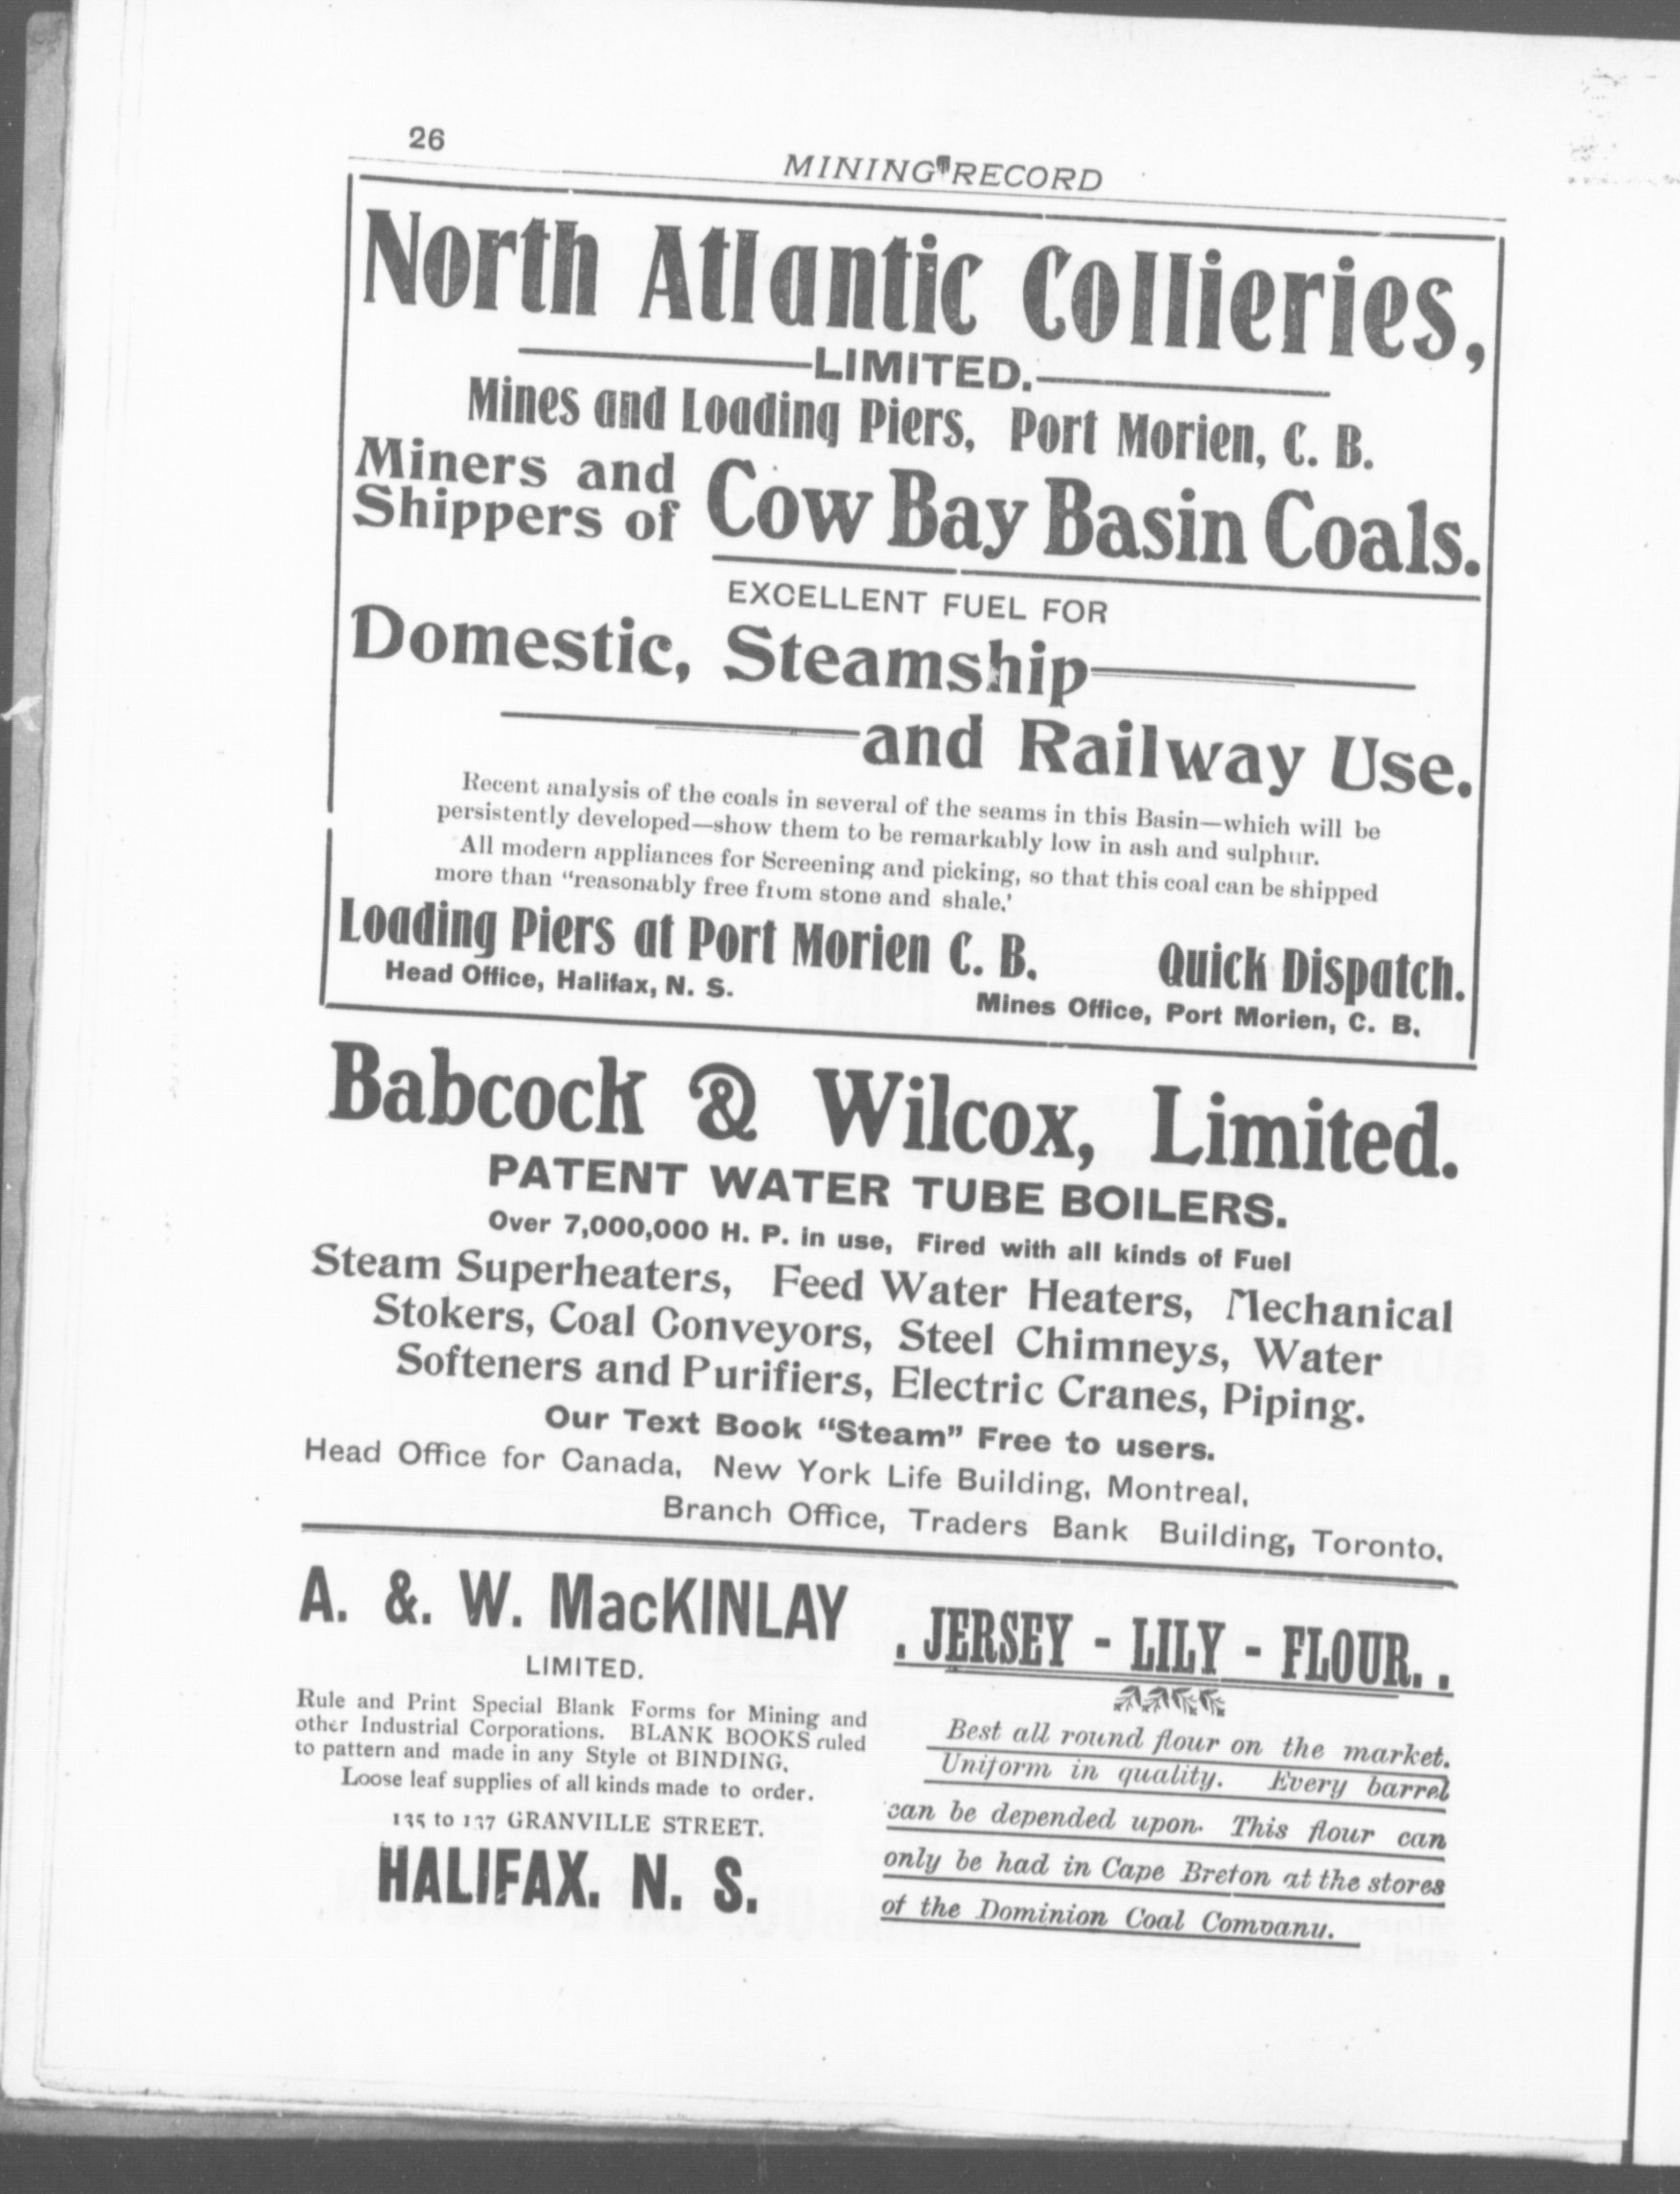 26
MINING RECORD
North Atlantic Collieries,
LIMITED.
Mines and Loading Piers, Port Morien, C. B.
Miners and
Shippers of
Cow Bay Basin Coals.
EXCELLENT FUEL FOR
Domestic, Steamship
and Railway Use.
Recent analysis of the coals in several of the seams in this Basin—which will be
persistently developed—show them to be remarkably low in ash and sulphur.
All modern appliances for Screening and picking, so that this coal can be shipped
more than “reasonably free from stone and shale.’
Loading Piers at Port Morien C. B. Quick Dispatch.
Head Office, Halifax, N. S.
Mines Office, Port Morien, C. B.
Babcock & Wilcox, Limited.
PATENT WATER TUBE BOILERS.
Over 7,000,000 H. P. in use, Fired with all kinds of Fuel
Steam Superheaters, Feed Water Heaters, Mechanical
Stokers, Coal Conveyors, Steel Chimneys, Water
Softeners and Purifiers, Electric Cranes, Piping.
Our Text Book “Steam” Free to users.
Head Office for Canada, New York Life Building, Montreal,
Branch Office, Traders Bank Building, Toronto.
A. &. W. MacKINLAY
LIMITED.
Rule and Print Special Blank Forms for Mining and
other Industrial Corporations. BLANK BOOKS ruled
to pattern and made in any Style of BINDING.
Loose leaf supplies of all kinds made to order.
135 to 137 GRANVILLE STREET.
HALIFAX. N. S.
. JERSEY - LILY - FLOUR. .
Best all round flour on the market.
Uniform in quality. Every barrel
can be depended upon. This flour can
only be had in Cape Breton at the stores
of the Dominion Coal Company.